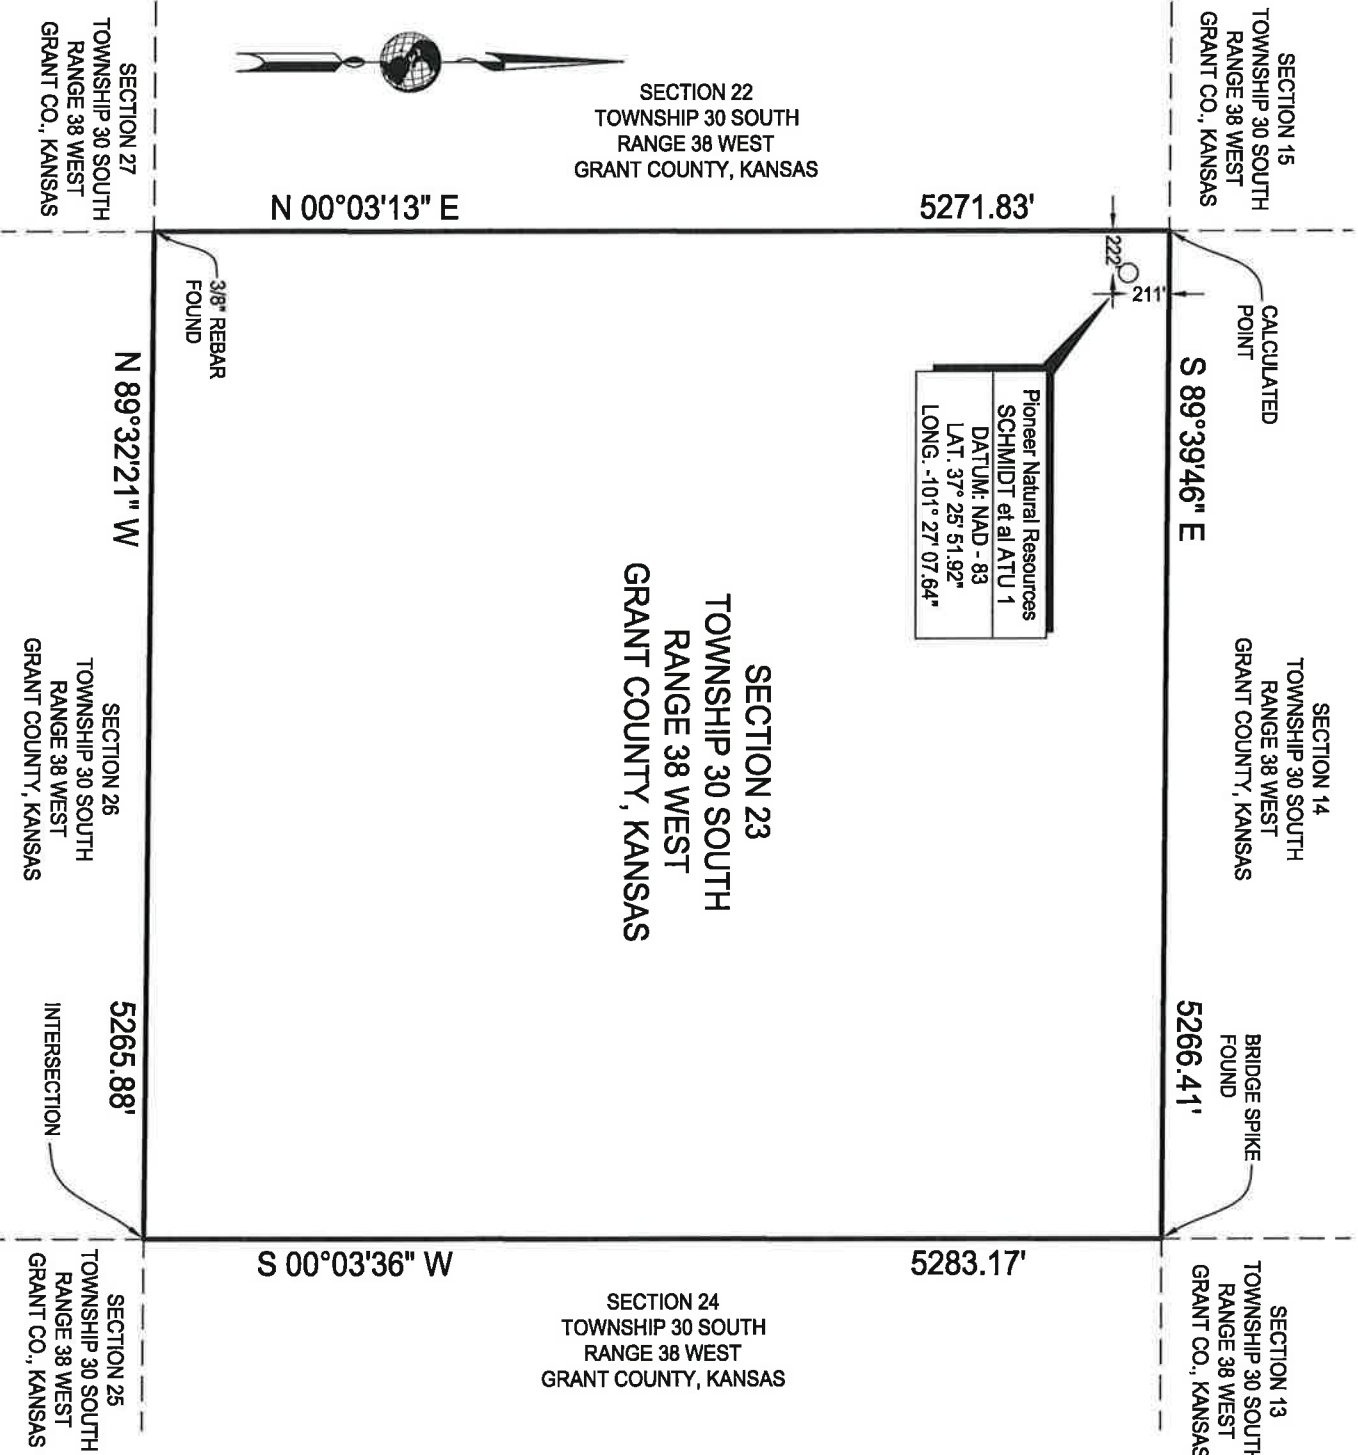 SECTION 15
TOWNSHIP 30 SOUTH
RANGE 38 WEST
GRANT CO., KANSAS
SECTION 22
TOWNSHIP 30 SOUTH
RANGE 38 WEST
GRANT COUNTY, KANSAS
SECTION 27
TOWNSHIP 30 SOUTH
RANGE 38 WEST
GRANT CO., KANSAS
N 00°03'13" E
5271.83'
222'
211'
CALCULATED
POINT
3/8" REBAR
FOUND
S 89°39'46" E
5266.41'
Pioneer Natural Resources
SCHMIDT et al ATU 1
DATUM: NAD - 83
LAT. 37° 25' 51.92"
LONG. -101° 27' 07.64"
SECTION 14
TOWNSHIP 30 SOUTH
RANGE 38 WEST
GRANT COUNTY, KANSAS
SECTION 23
TOWNSHIP 30 SOUTH
RANGE 38 WEST
GRANT COUNTY, KANSAS
N 89°32'21" W
5265.88'
SECTION 26
TOWNSHIP 30 SOUTH
RANGE 38 WEST
GRANT COUNTY, KANSAS
BRIDGE SPIKE
FOUND
INTERSECTION
S 00°03'36" W
5283.17'
SECTION 13
TOWNSHIP 30 SOUTH
RANGE 38 WEST
GRANT CO., KANSAS
SECTION 24
TOWNSHIP 30 SOUTH
RANGE 38 WEST
GRANT COUNTY, KANSAS
SECTION 25
TOWNSHIP 30 SOUTH
RANGE 38 WEST
GRANT CO., KANSAS